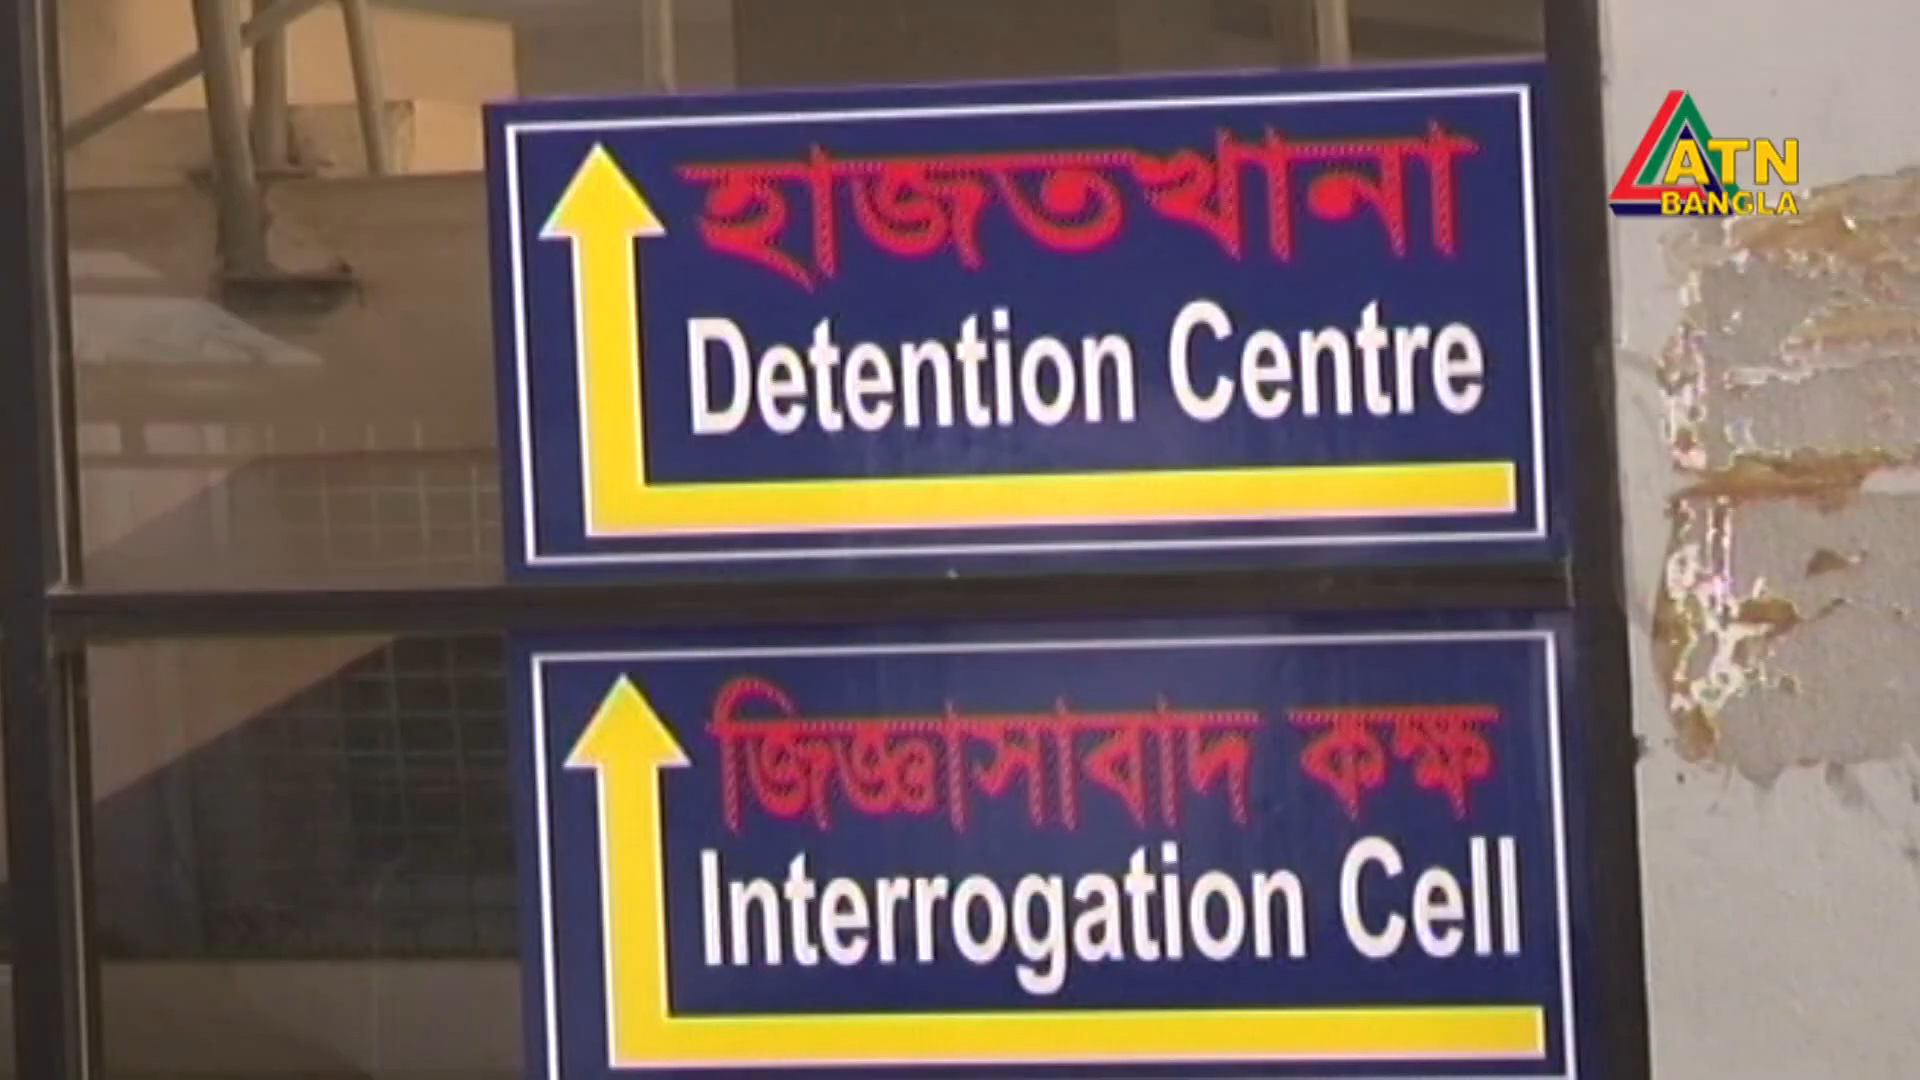 হাজতখানা
Detention Centre
জিজ্ঞাসাবাদ কক্ষ
Interrogation Cell
ATN
BANGLA